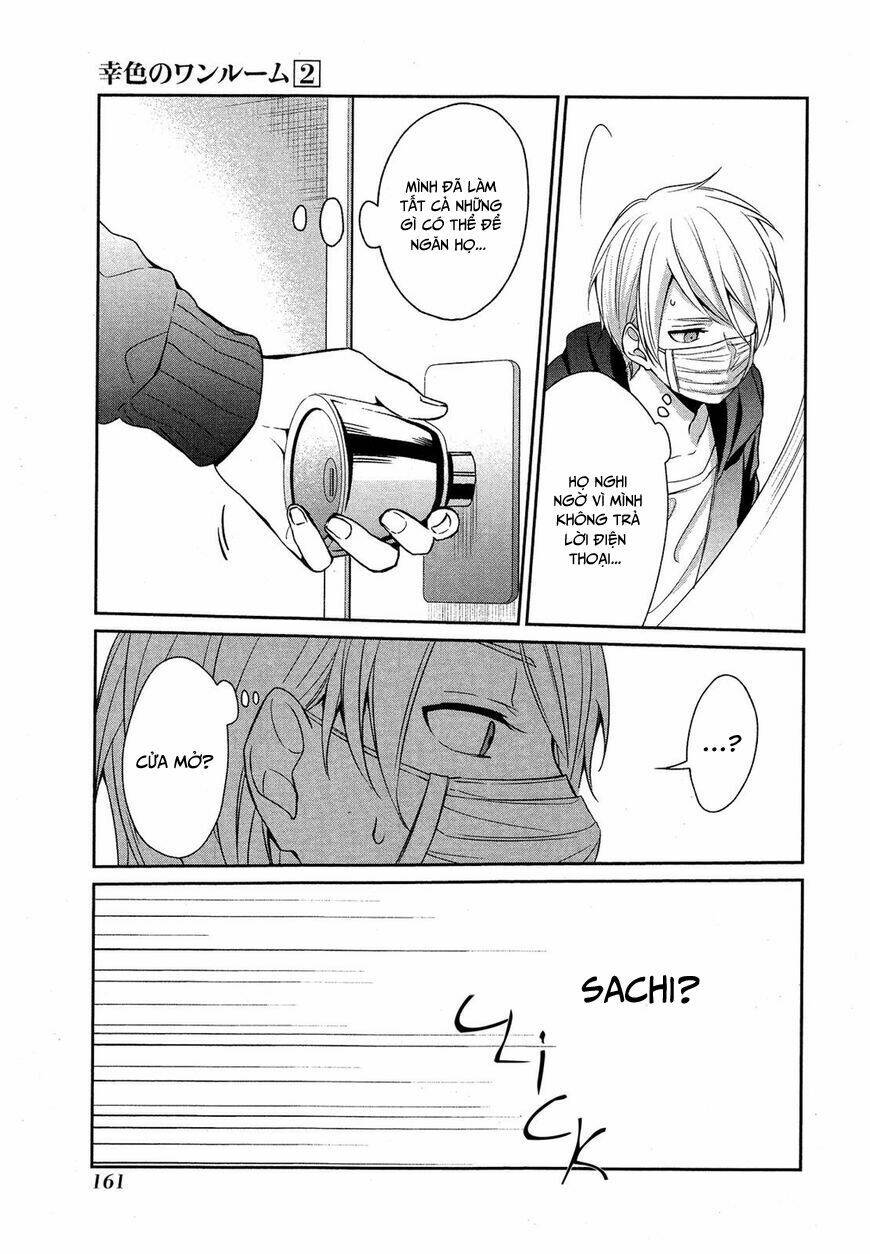 幸色のワンルーム2
HỌ NGHI
NGỜ VÌ MÌNH
KHÔNG TRẢ
LỜI ĐIỆN
THOẠI...
MÌNH ĐÃ LÀM
TẤT CẢ NHỮNG
GÌ CÓ THỂ ĐỂ
NGĂN HỌ...
...?
CỬA MỞ?
SACHI?
CLICK
161